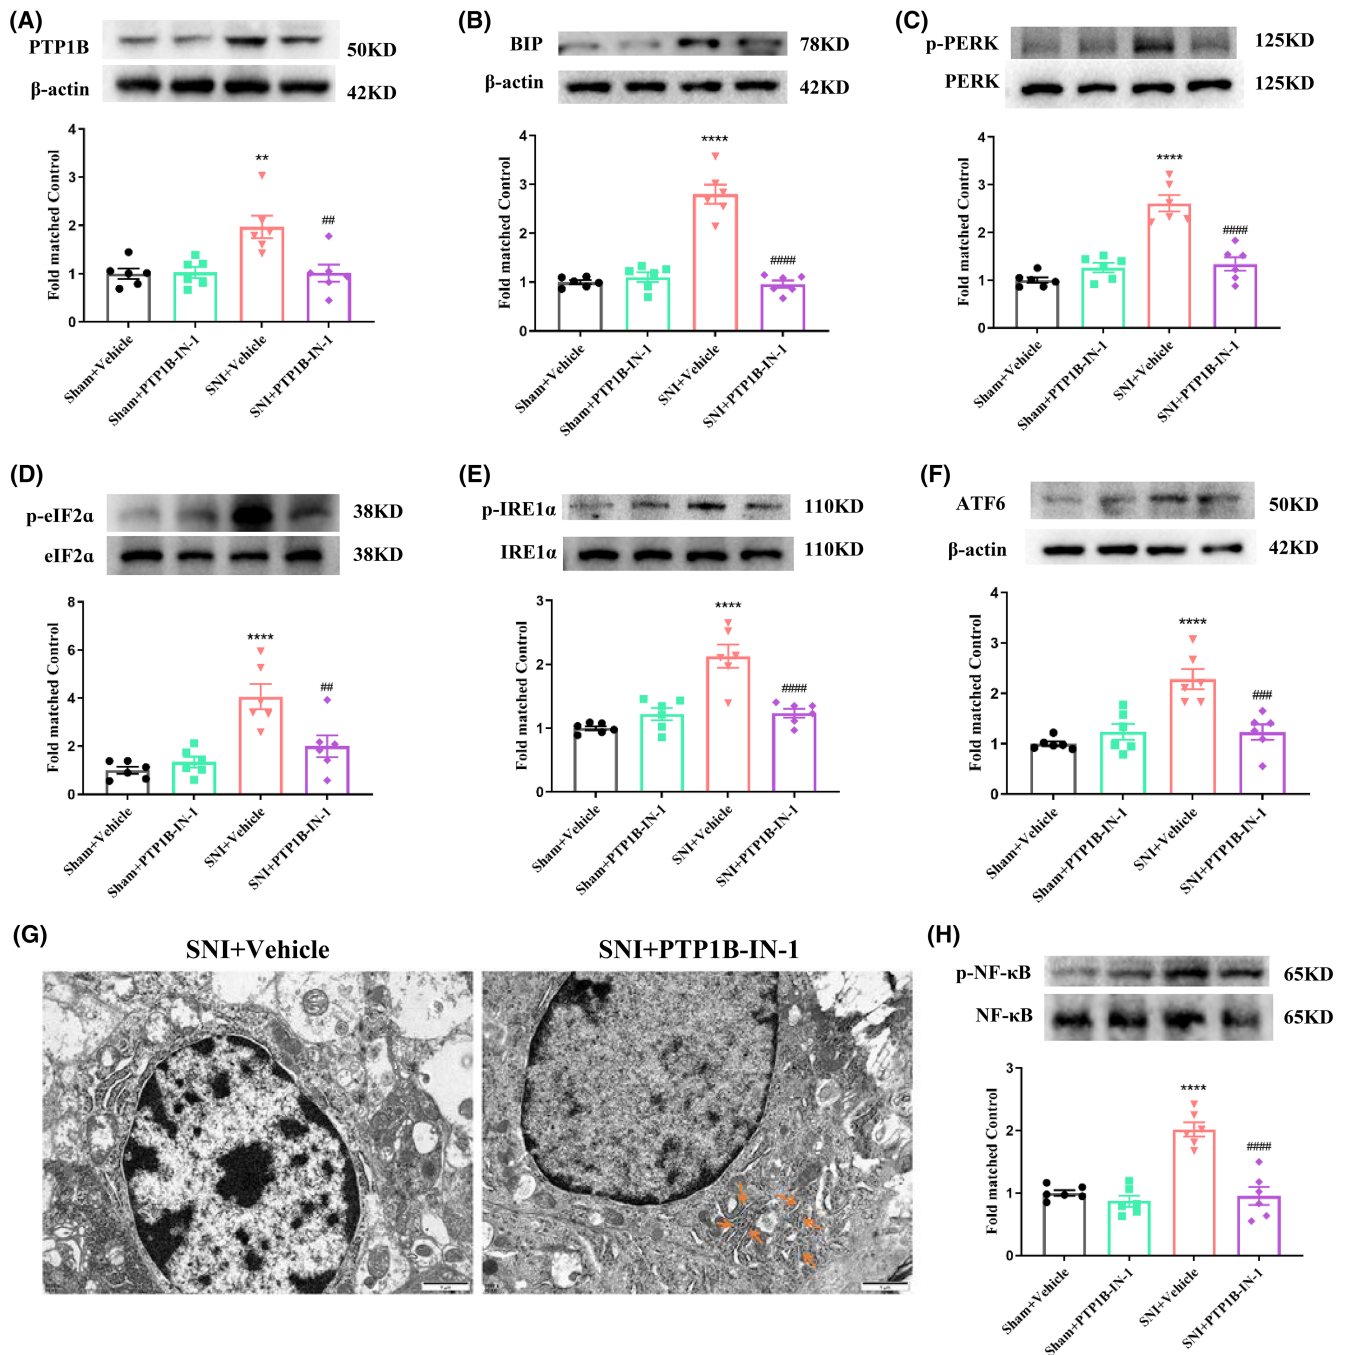 (A)
PTP1B
50KD
β-actin
42KD
Fold matched Control
4
3
2
1
0
**
##
Sham+Vehicle
Sham+PTP1B-IN-1
SNI+Vehicle
SNI+PTP1B-IN-1
(B)
BIP
78KD
β-actin
42KD
Fold matched Control
4
3
2
1
0
****
####
Sham+Vehicle
Sham+PTP1B-IN-1
SNI+Vehicle
SNI+PTP1B-IN-1
(C)
p-PERK
125KD
PERK
125KD
Fold matched Control
4
3
2
1
0
****
####
Sham+Vehicle
Sham+PTP1B-IN-1
SNI+Vehicle
SNI+PTP1B-IN-1
(D)
p-eIF2α
38KD
eIF2α
38KD
Fold matched Control
8
6
4
2
0
****
##
Sham+Vehicle
Sham+PTP1B-IN-1
SNI+Vehicle
SNI+PTP1B-IN-1
(E)
p-IRE1α
110KD
IRE1α
110KD
Fold matched Control
3
2
1
0
****
####
Sham+Vehicle
Sham+PTP1B-IN-1
SNI+Vehicle
SNI+PTP1B-IN-1
(F)
ATF6
50KD
β-actin
42KD
Fold matched Control
4
3
2
1
0
****
###
Sham+Vehicle
Sham+PTP1B-IN-1
SNI+Vehicle
SNI+PTP1B-IN-1
(G)
SNI+Vehicle
SNI+PTP1B-IN-1
(H)
p-NF-κB
65KD
NF-κB
65KD
Fold matched Control
3
2
1
0
****
####
Sham+Vehicle
Sham+PTP1B-IN-1
SNI+Vehicle
SNI+PTP1B-IN-1